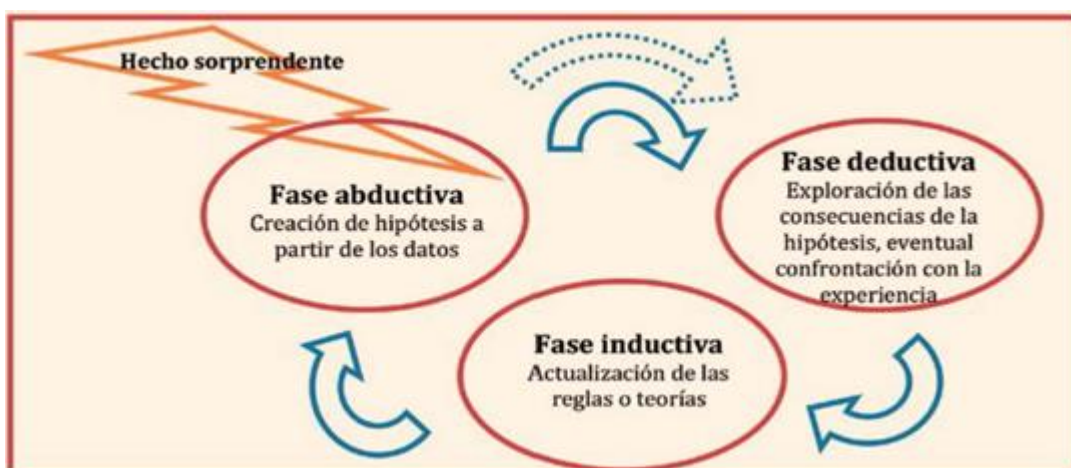 Hecho sorprendente
Fase abductiva
Creación de hipótesis a
partir de los datos
Fase deductiva
Exploración de las
consecuencias de la
hipótesis, eventual
confrontación con la
experiencia
Fase inductiva
Actualización de las
reglas o teorías